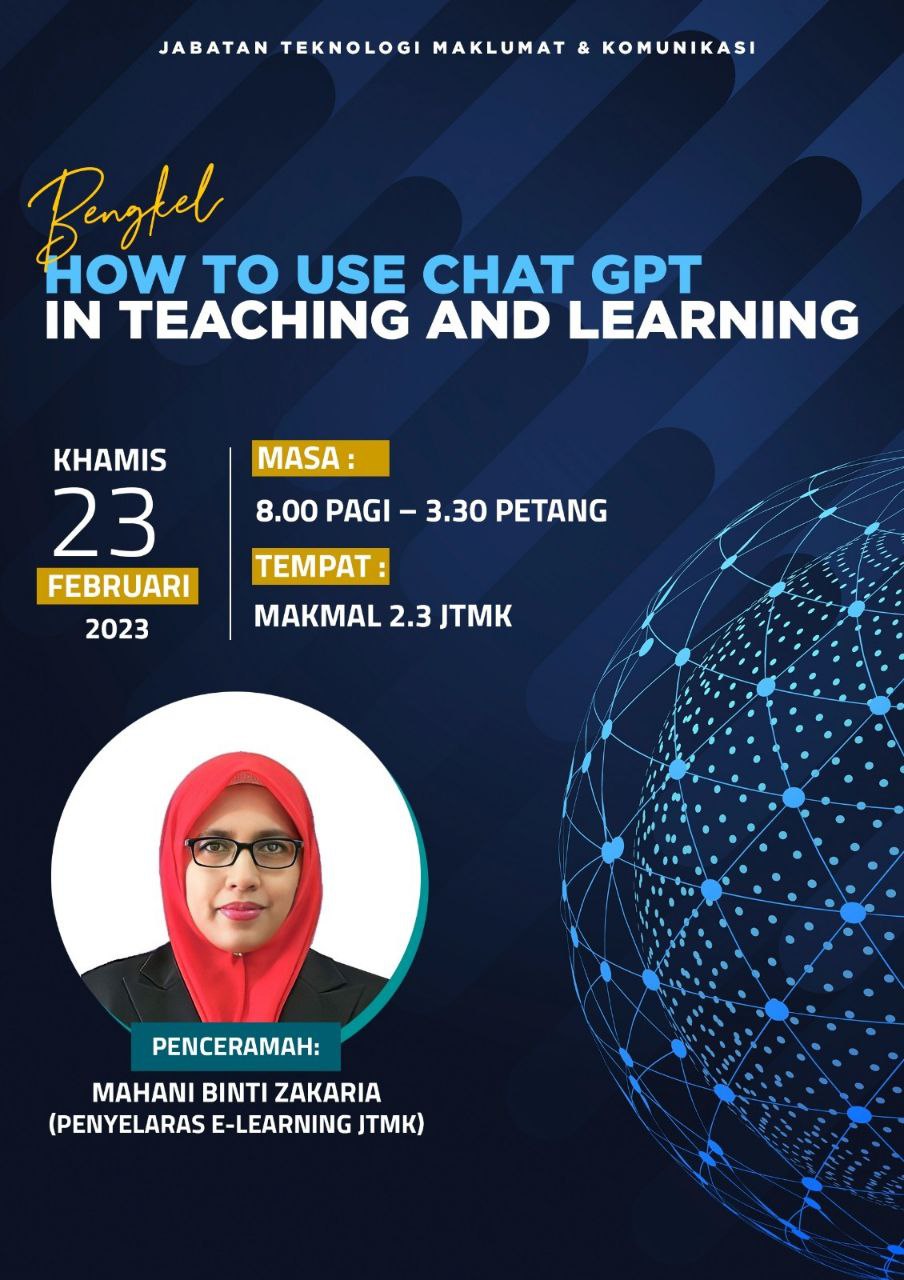 JABATAN TEKNOLOGI MAKLUMAT & KOMUNIKASI
Bengkel
HOW TO USE CHAT GPT
IN TEACHING AND LEARNING
KHAMIS
23
FEBRUARI
2023
MASA :
8.00 PAGI – 3.30 PETANG
TEMPAT :
MAKMAL 2.3 JTMK
PENCERAMAH:
MAHANI BINTI ZAKARIA
(PENYELARAS E-LEARNING JTMK)